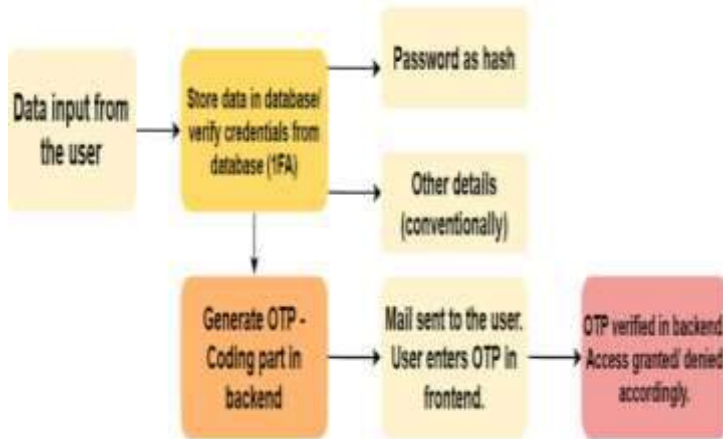 Data input from
the user
Store data in database/
verify credentials from
database (1FA)
Password as hash
Other details
(conventionally)
Generate OTP -
Coding part in
backend
Mail sent to the user.
User enters OTP in
frontend.
OTP verified in backend
Access granted/ denied
accordingly.